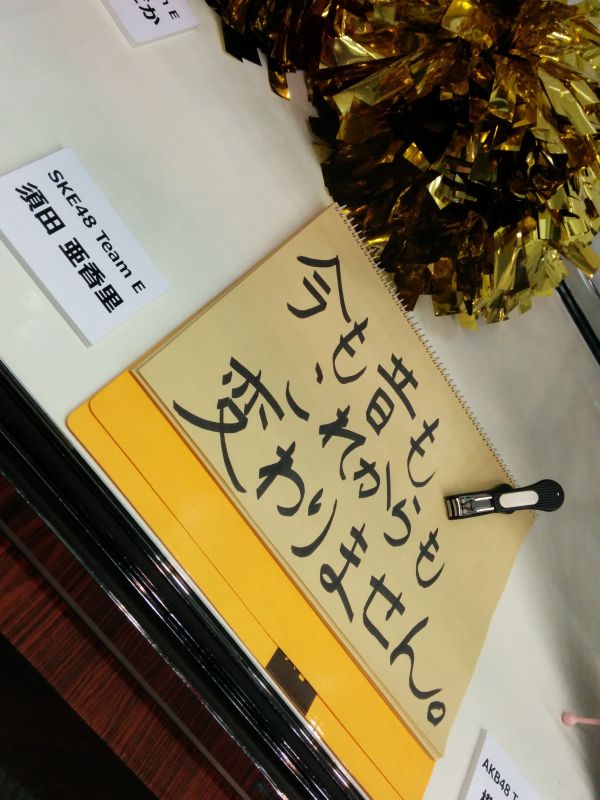 SKE48 Team E
須田 亜香里
今も昔も
これからも
変わりません。
AKB48 T